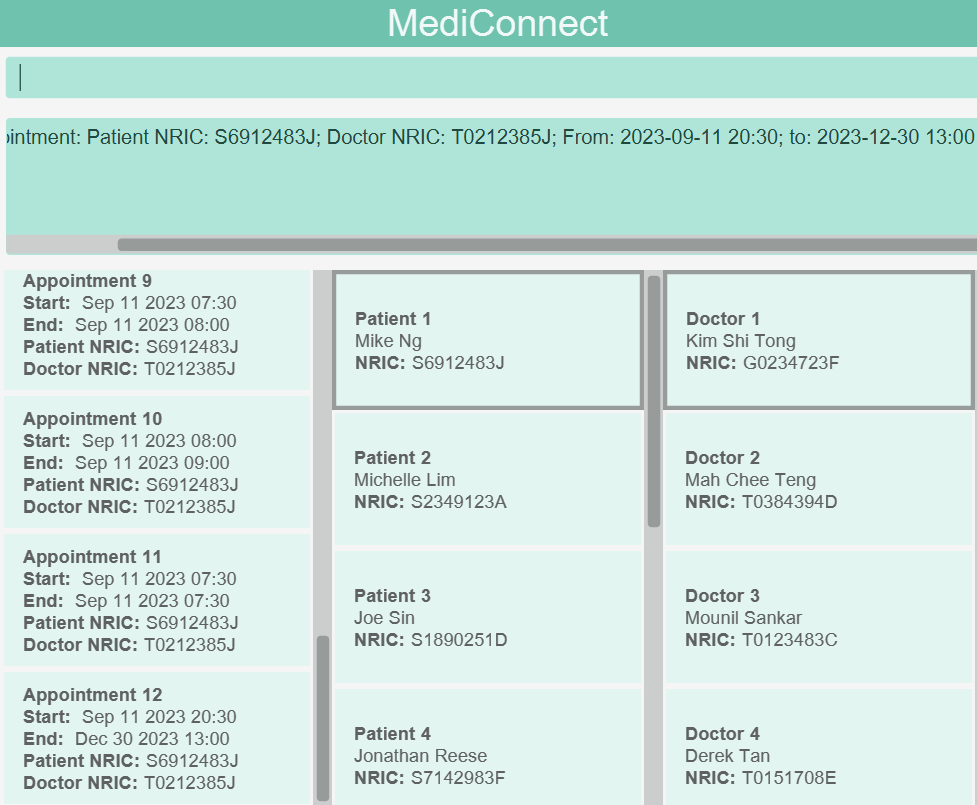 MediConnect
intment: Patient NRIC: S6912483J; Doctor NRIC: T0212385J; From: 2023-09-11 20:30; to: 2023-12-30 13:00
Appointment 9
Start: Sep 11 2023 07:30
End: Sep 11 2023 08:00
Patient NRIC: S6912483J
Doctor NRIC: T0212385J
Appointment 10
Start: Sep 11 2023 08:00
End: Sep 11 2023 09:00
Patient NRIC: S6912483J
Doctor NRIC: T0212385J
Appointment 11
Start: Sep 11 2023 07:30
End: Sep 11 2023 07:30
Patient NRIC: S6912483J
Doctor NRIC: T0212385J
Appointment 12
Start: Sep 11 2023 20:30
End: Dec 30 2023 13:00
Patient NRIC: S6912483J
Doctor NRIC: T0212385J
Patient 1
Mike Ng
NRIC: S6912483J
Patient 2
Michelle Lim
NRIC: S2349123A
Patient 3
Joe Sin
NRIC: S1890251D
Patient 4
Jonathan Reese
NRIC: S7142983F
Doctor 1
Kim Shi Tong
NRIC: G0234723F
Doctor 2
Mah Chee Teng
NRIC: T0384394D
Doctor 3
Mounil Sankar
NRIC: T0123483C
Doctor 4
Derek Tan
NRIC: T0151708E